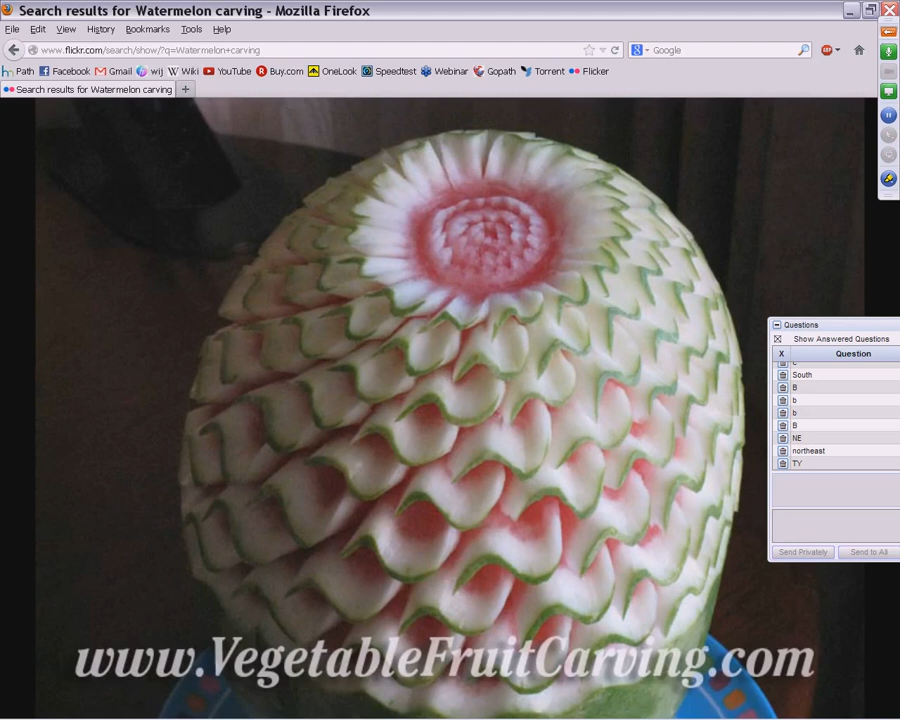 Search results for Watermelon carving - Mozilla Firefox
File Edit View History Bookmarks Tools Help
www.flickr.com/search/show/?q=Watermelon+carving
Google
Path Facebook Gmail wij Wiki YouTube Buy.com OneLook Speedtest Webinar Gopath Torrent Flicker
Search results for Watermelon carving
Questions
Show Answered Questions
X Question
South
B
b
b
B
NE
northeast
TY
Send Privately Send to All
www.VegetableFruitCarving.com